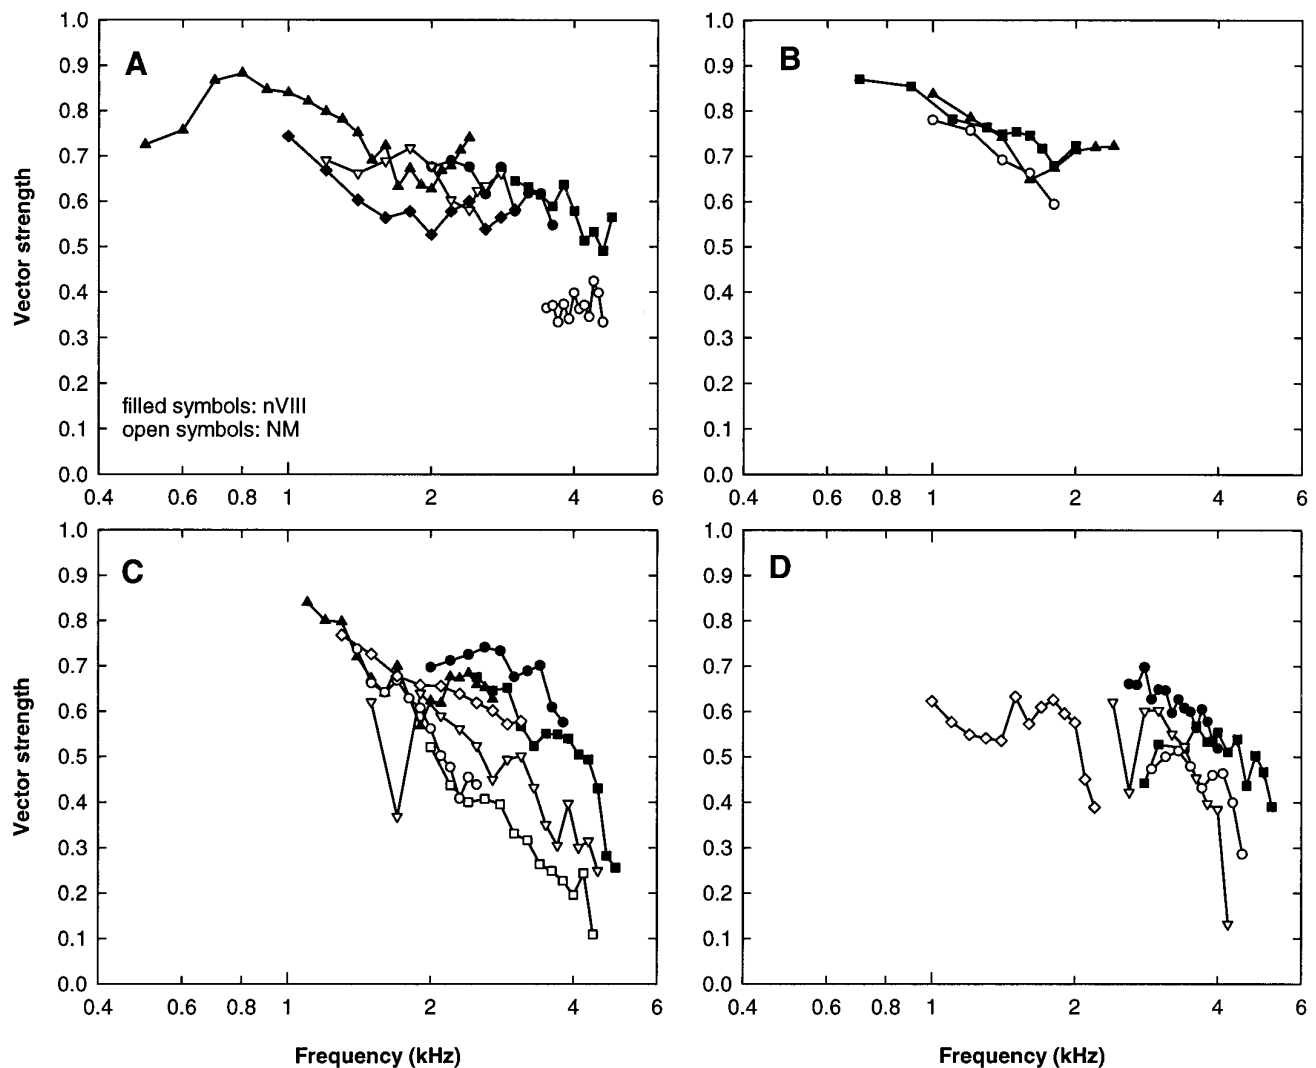 A
B
1.0 1.0
0.9 0.9
0.8 0.8
0.7 0.7
0.6 0.6
0.5 0.5
0.4 0.4
0.3 0.3
0.2 0.2
0.1 0.1
0.0 0.0
Vector strength
filled symbols: nVIII
open symbols: NM
0.4 0.6 0.8 1 2 4 6 0.4 0.6 0.8 1 2 4 6
C
D
1.0 1.0
0.9 0.9
0.8 0.8
0.7 0.7
0.6 0.6
0.5 0.5
0.4 0.4
0.3 0.3
0.2 0.2
0.1 0.1
0.0 0.0
Vector strength
0.4 0.6 0.8 1 2 4 6 0.4 0.6 0.8 1 2 4 6
Frequency (kHz) Frequency (kHz)